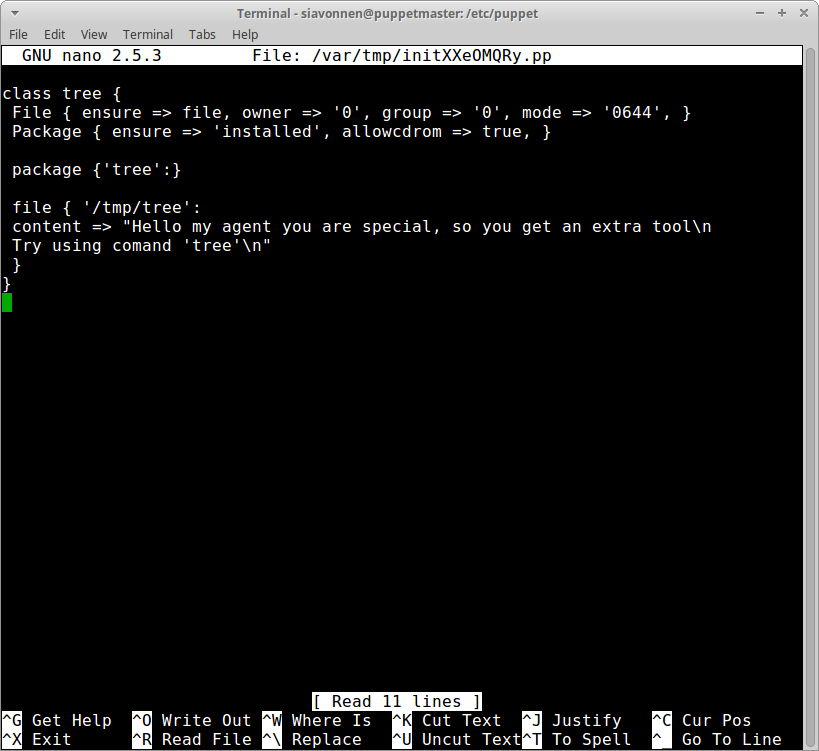 Terminal - siavonnen@puppetmaster: /etc/puppet
File Edit View Terminal Tabs Help
GNU nano 2.5.3 File: /var/tmp/initXXeOMQRy.pp
class tree {
File { ensure => file, owner => '0', group => '0', mode => '0644', }
Package { ensure => 'installed', allowcdrom => true, }
package {'tree':}
file { '/tmp/tree':
content => "Hello my agent you are special, so you get an extra tool\n
Try using comand 'tree'\n"
}
}
[ Read 11 lines ]
^G Get Help ^O Write Out ^W Where Is ^K Cut Text ^J Justify ^C Cur Pos
^X Exit ^R Read File ^\ Replace ^U Uncut Text ^T To Spell ^_ Go To Line